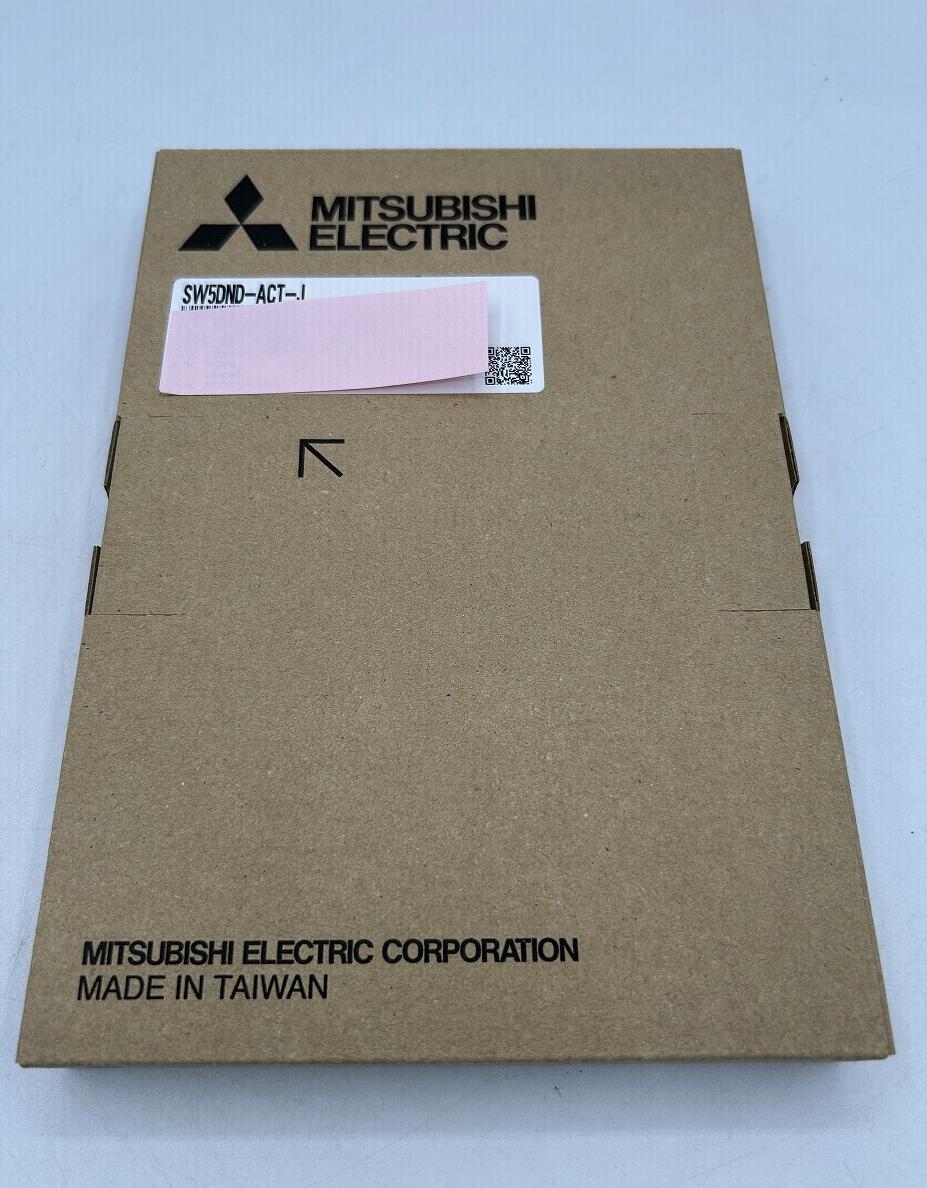 MITSUBISHI
ELECTRIC
SW5DND-ACT-J
MITSUBISHI ELECTRIC CORPORATION
MADE IN TAIWAN